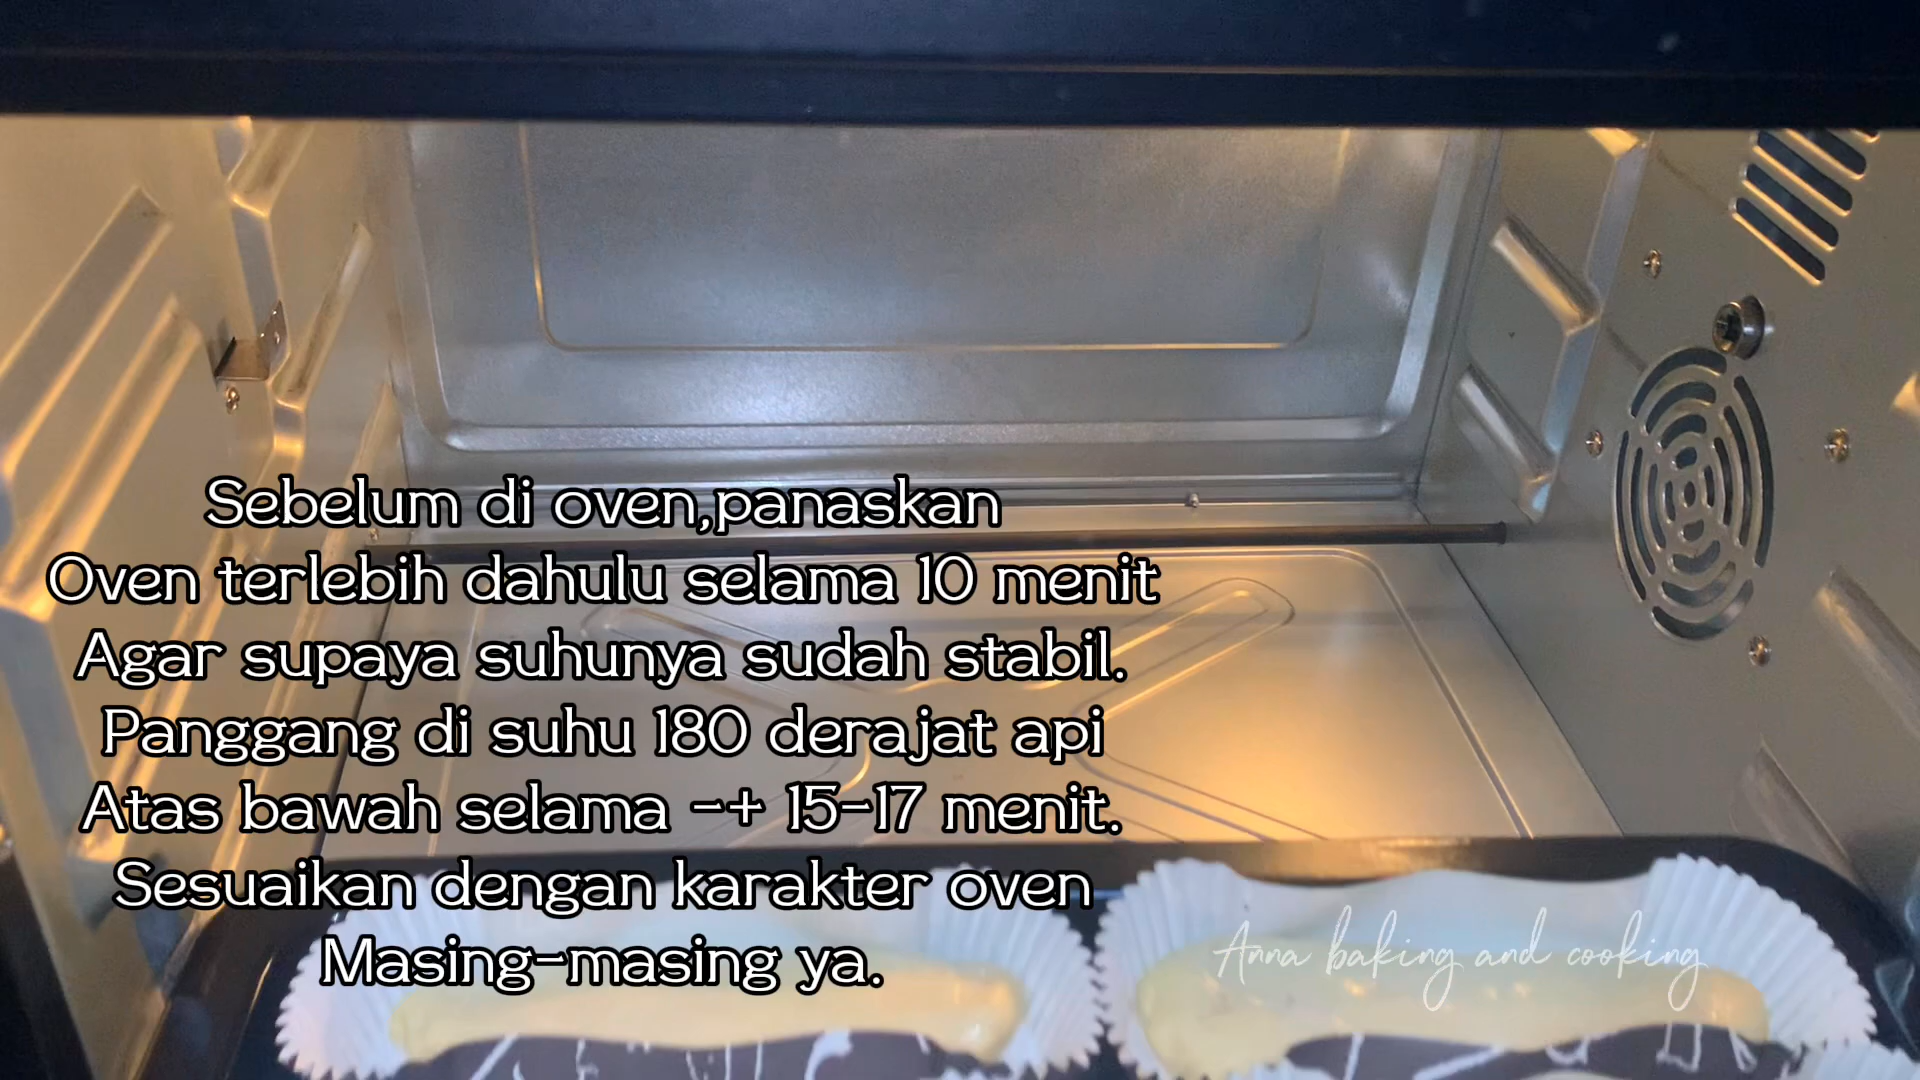 Sebelum di oven,panaskan
Oven terlebih dahulu selama 10 menit
Agar supaya suhunya sudah stabil.
Panggang di suhu 180 derajat api
Atas bawah selama -+ 15-17 menit.
Sesuaikan dengan karakter oven
Masing-masing ya.
Anna baking and cooking